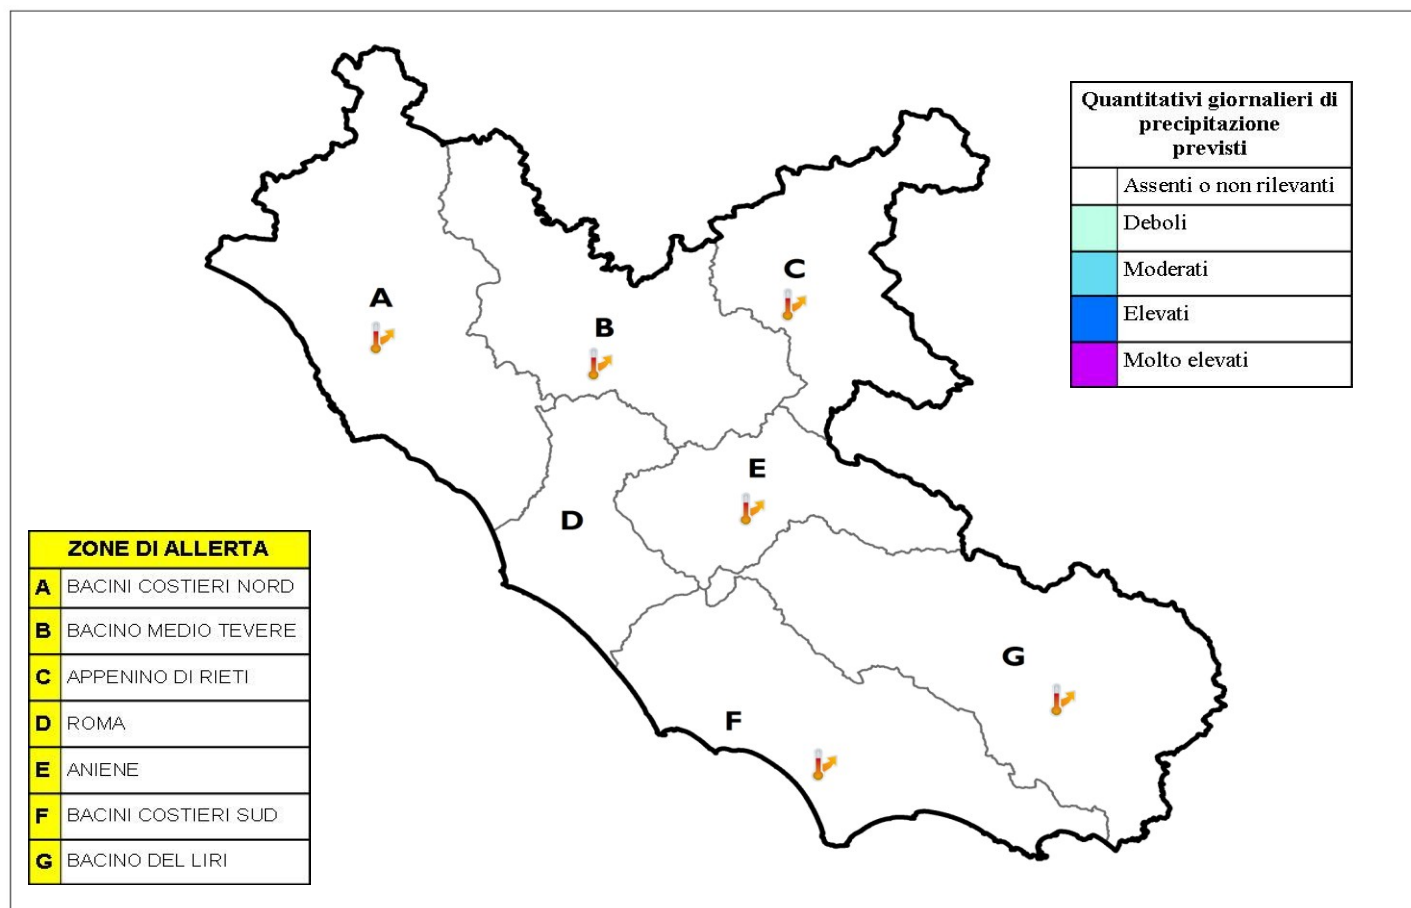 Quantitativi giornalieri di
precipitazione
previsti
Assenti o non rilevanti
Deboli
Moderati
Elevati
Molto elevati
A
B
C
D
E
F
G
ZONE DI ALLERTA
A BACINI COSTIERI NORD
B BACINO MEDIO TEVERE
C APPENINO DI RIETI
D ROMA
E ANIENE
F BACINI COSTIERI SUD
G BACINO DEL LIRI